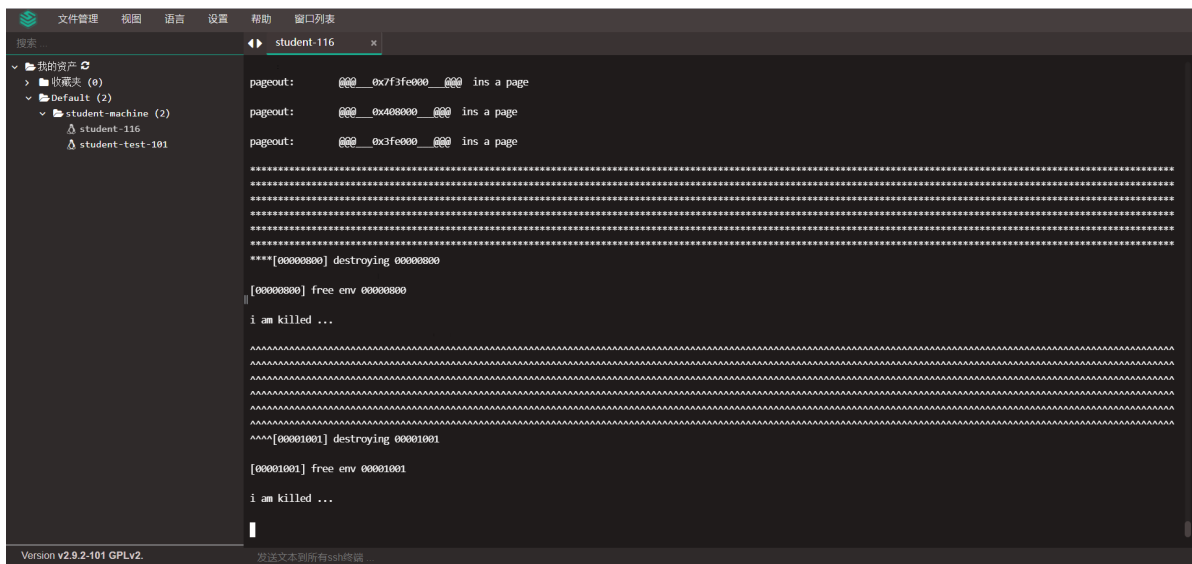 文件管理 视图 语言 设置 帮助 窗口列表
搜索 ...
student-116 ×
我的资产
收藏夹 (0)
Default (2)
student-machine (2)
student-116
student-test-101
pageout: @@@___0x7f3fe000___@@@ ins a page
pageout: @@@___0x408000___@@@ ins a page
pageout: @@@___0x3fe000___@@@ ins a page
*********************************************************************************************************************************************************************
*********************************************************************************************************************************************************************
*********************************************************************************************************************************************************************
*********************************************************************************************************************************************************************
*********************************************************************************************************************************************************************
*********************************************************************************************************************************************************************
****[00000800] destroying 00000800
[00000800] free env 00000800
i am killed ...
^^^^^^^^^^^^^^^^^^^^^^^^^^^^^^^^^^^^^^^^^^^^^^^^^^^^^^^^^^^^^^^^^^^^^^^^^^^^^^^^^^^^^^^^^^^^^^^^^^^^^^^^^^^^^^^^^^^^^^^^^^^^^^^^^^^^^^^^^^^^^^^^^^^^^^^^^^^^^^^^^^^^^
^^^^^^^^^^^^^^^^^^^^^^^^^^^^^^^^^^^^^^^^^^^^^^^^^^^^^^^^^^^^^^^^^^^^^^^^^^^^^^^^^^^^^^^^^^^^^^^^^^^^^^^^^^^^^^^^^^^^^^^^^^^^^^^^^^^^^^^^^^^^^^^^^^^^^^^^^^^^^^^^^^^^^
^^^^^^^^^^^^^^^^^^^^^^^^^^^^^^^^^^^^^^^^^^^^^^^^^^^^^^^^^^^^^^^^^^^^^^^^^^^^^^^^^^^^^^^^^^^^^^^^^^^^^^^^^^^^^^^^^^^^^^^^^^^^^^^^^^^^^^^^^^^^^^^^^^^^^^^^^^^^^^^^^^^^^
^^^^^^^^^^^^^^^^^^^^^^^^^^^^^^^^^^^^^^^^^^^^^^^^^^^^^^^^^^^^^^^^^^^^^^^^^^^^^^^^^^^^^^^^^^^^^^^^^^^^^^^^^^^^^^^^^^^^^^^^^^^^^^^^^^^^^^^^^^^^^^^^^^^^^^^^^^^^^^^^^^^^^
^^^^^^^^^^^^^^^^^^^^^^^^^^^^^^^^^^^^^^^^^^^^^^^^^^^^^^^^^^^^^^^^^^^^^^^^^^^^^^^^^^^^^^^^^^^^^^^^^^^^^^^^^^^^^^^^^^^^^^^^^^^^^^^^^^^^^^^^^^^^^^^^^^^^^^^^^^^^^^^^^^^^^
^^^^^^^^^^^^^^^^^^^^^^^^^^^^^^^^^^^^^^^^^^^^^^^^^^^^^^^^^^^^^^^^^^^^^^^^^^^^^^^^^^^^^^^^^^^^^^^^^^^^^^^^^^^^^^^^^^^^^^^^^^^^^^^^^^^^^^^^^^^^^^^^^^^^^^^^^^^^^^^^^^^^^
^^^^[00001001] destroying 00001001
[00001001] free env 00001001
i am killed ...
Version v2.9.2-101 GPLv2.
发送文本到所有ssh终端 ...